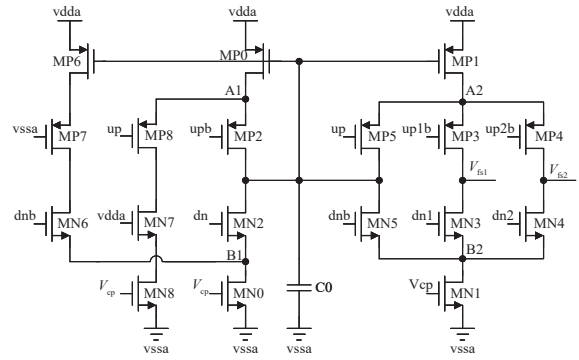 vdda vdda vdda
MP6 MP0 MP1
A1 A2
vssa MP7 up MP8 upb MP2 up MP5 up1b MP3 up2b MP4
Vfs1 Vfs2
dnb MN6 vdda MN7 dn MN2 dnb MN5 dn1 MN3 dn2 MN4
B1 B2
Vcp MN8 Vcp MN0 C0 Vcp MN1
vssa vssa vssa vssa